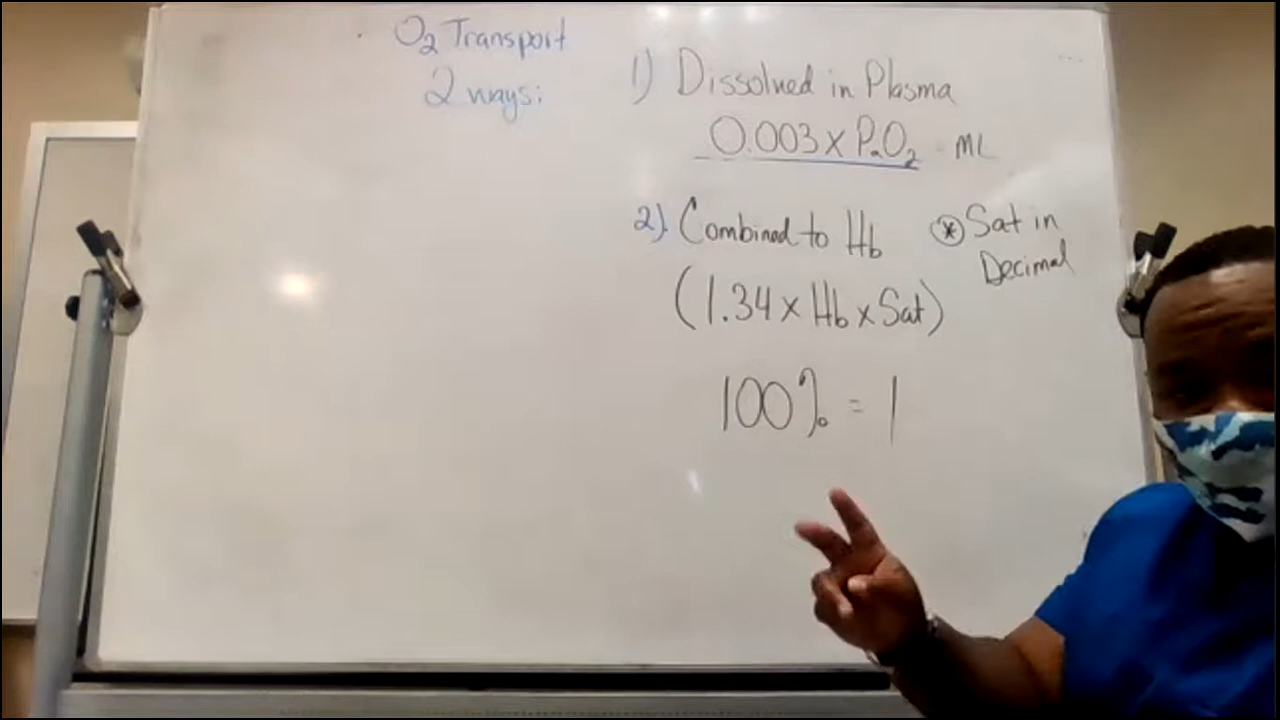 O2 Transport
2 ways:
1) Dissolved in Plasma
0.003 x PaO2 mL
2). Combined to Hb
(1.34 x Hb x Sat)
* Sat in
Decimal
100% = 1